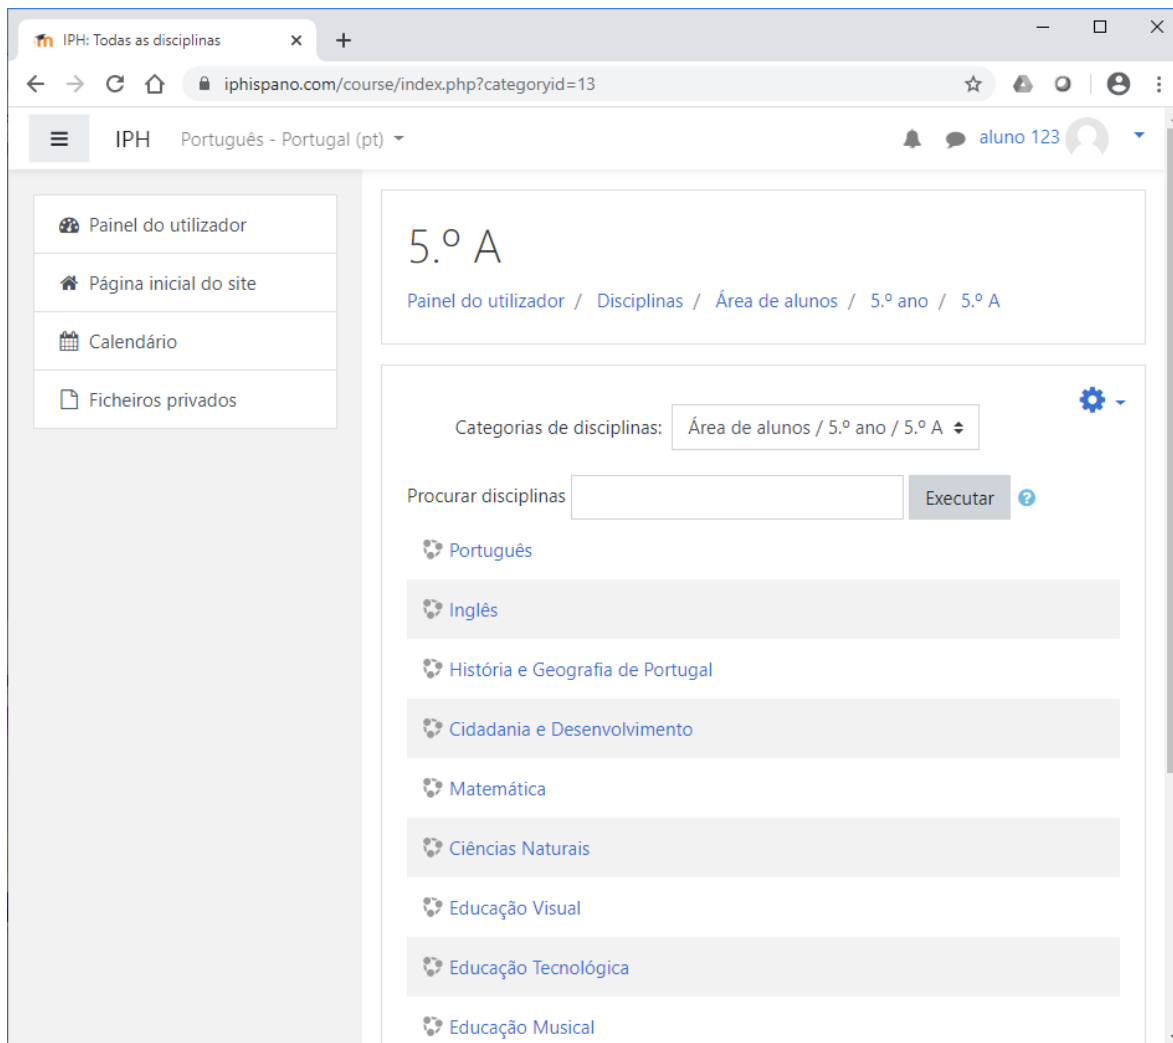 IPH: Todas as disciplinas
iphispano.com/course/index.php?categoryid=13
IPH Português - Portugal (pt) aluno 123
Painel do utilizador
Página inicial do site
Calendário
Ficheiros privados
5.º A
Painel do utilizador / Disciplinas / Área de alunos / 5.º ano / 5.º A
Categorias de disciplinas: Área de alunos / 5.º ano / 5.º A
Procurar disciplinas Executar
Português
Inglês
História e Geografia de Portugal
Cidadania e Desenvolvimento
Matemática
Ciências Naturais
Educação Visual
Educação Tecnológica
Educação Musical